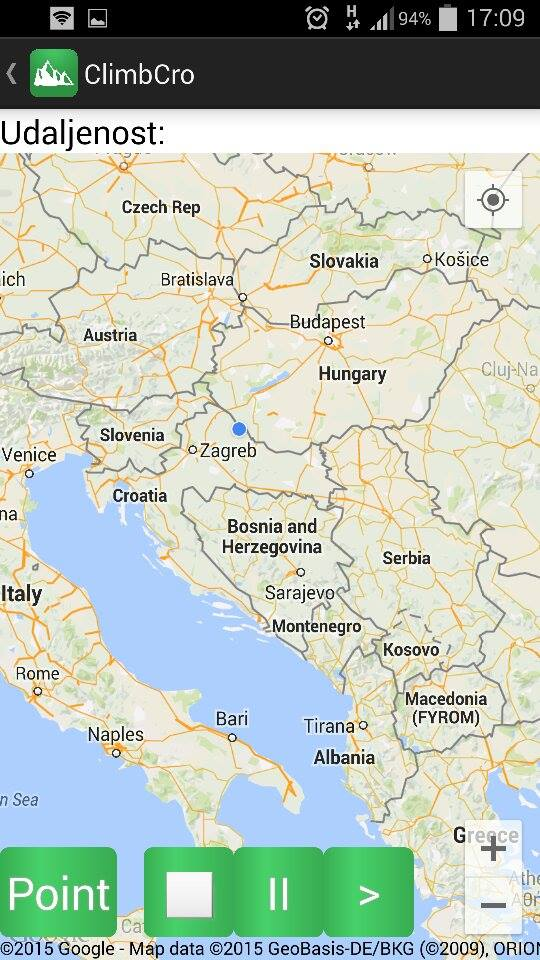 H 94% 17:09
ClimbCro
Udaljenost:
Czech Rep
Slovakia
Košice
Bratislava
Austria
Budapest
Hungary
Cluj-Na
Slovenia
Zagreb
Venice
Croatia
Bosnia and
Herzegovina
Serbia
Italy
Sarajevo
Montenegro
Kosovo
Rome
Macedonia
(FYROM)
Bari
Tirana
Naples
Albania
n Sea
Greece
+
Point
||
>
−
©2015 Google - Map data ©2015 GeoBasis-DE/BKG (©2009), ORION